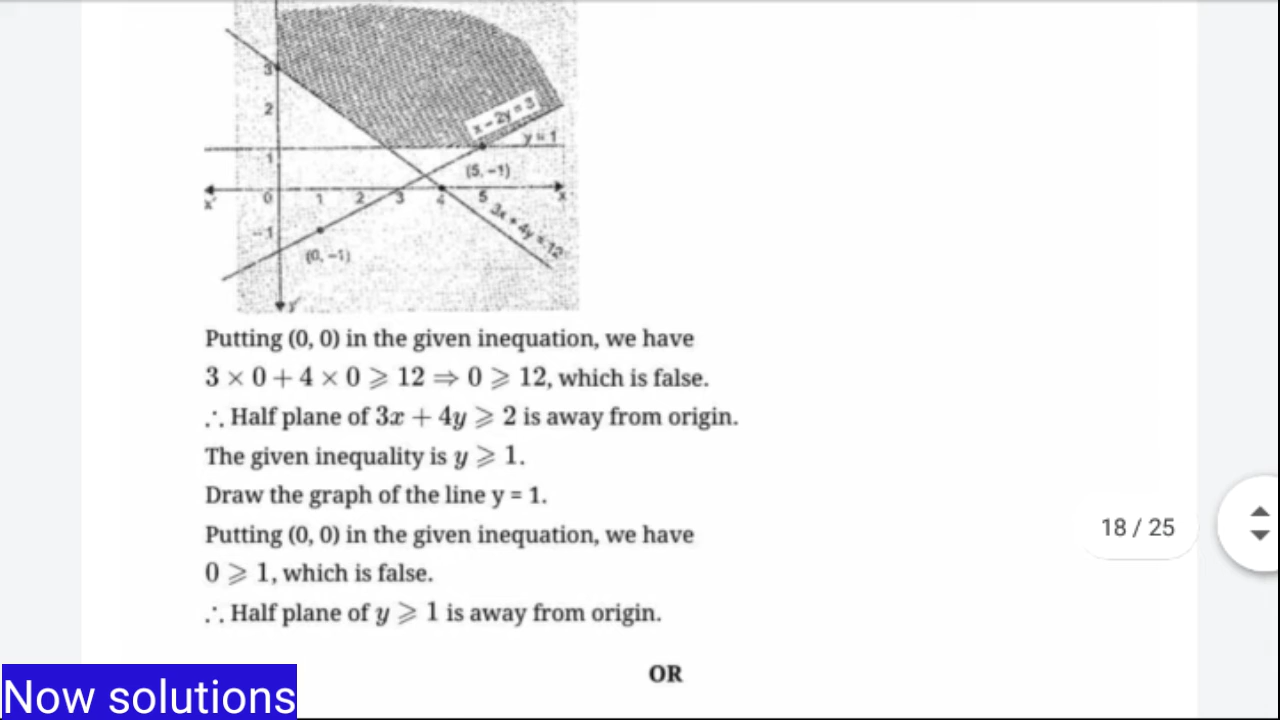 3
2
x − 2y = 3
y = 1
1
(5, −1)
x'
0
1
2
3
4
5
x
3x + 4y = 12
−1
(0, −1)
y'
Putting (0, 0) in the given inequation, we have
3 × 0 + 4 × 0 ⩾ 12 ⇒ 0 ⩾ 12, which is false.
∴ Half plane of 3x + 4y ⩾ 2 is away from origin.
The given inequality is y ⩾ 1.
Draw the graph of the line y = 1.
Putting (0, 0) in the given inequation, we have
0 ⩾ 1, which is false.
∴ Half plane of y ⩾ 1 is away from origin.
18 / 25
OR
Now solutions